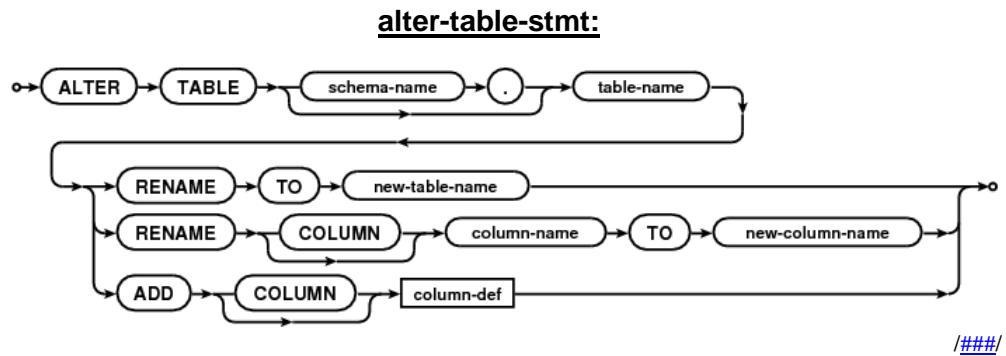 alter-table-stmt:
ALTER TABLE schema-name . table-name
RENAME TO new-table-name
RENAME COLUMN column-name TO new-column-name
ADD COLUMN column-def
/###/